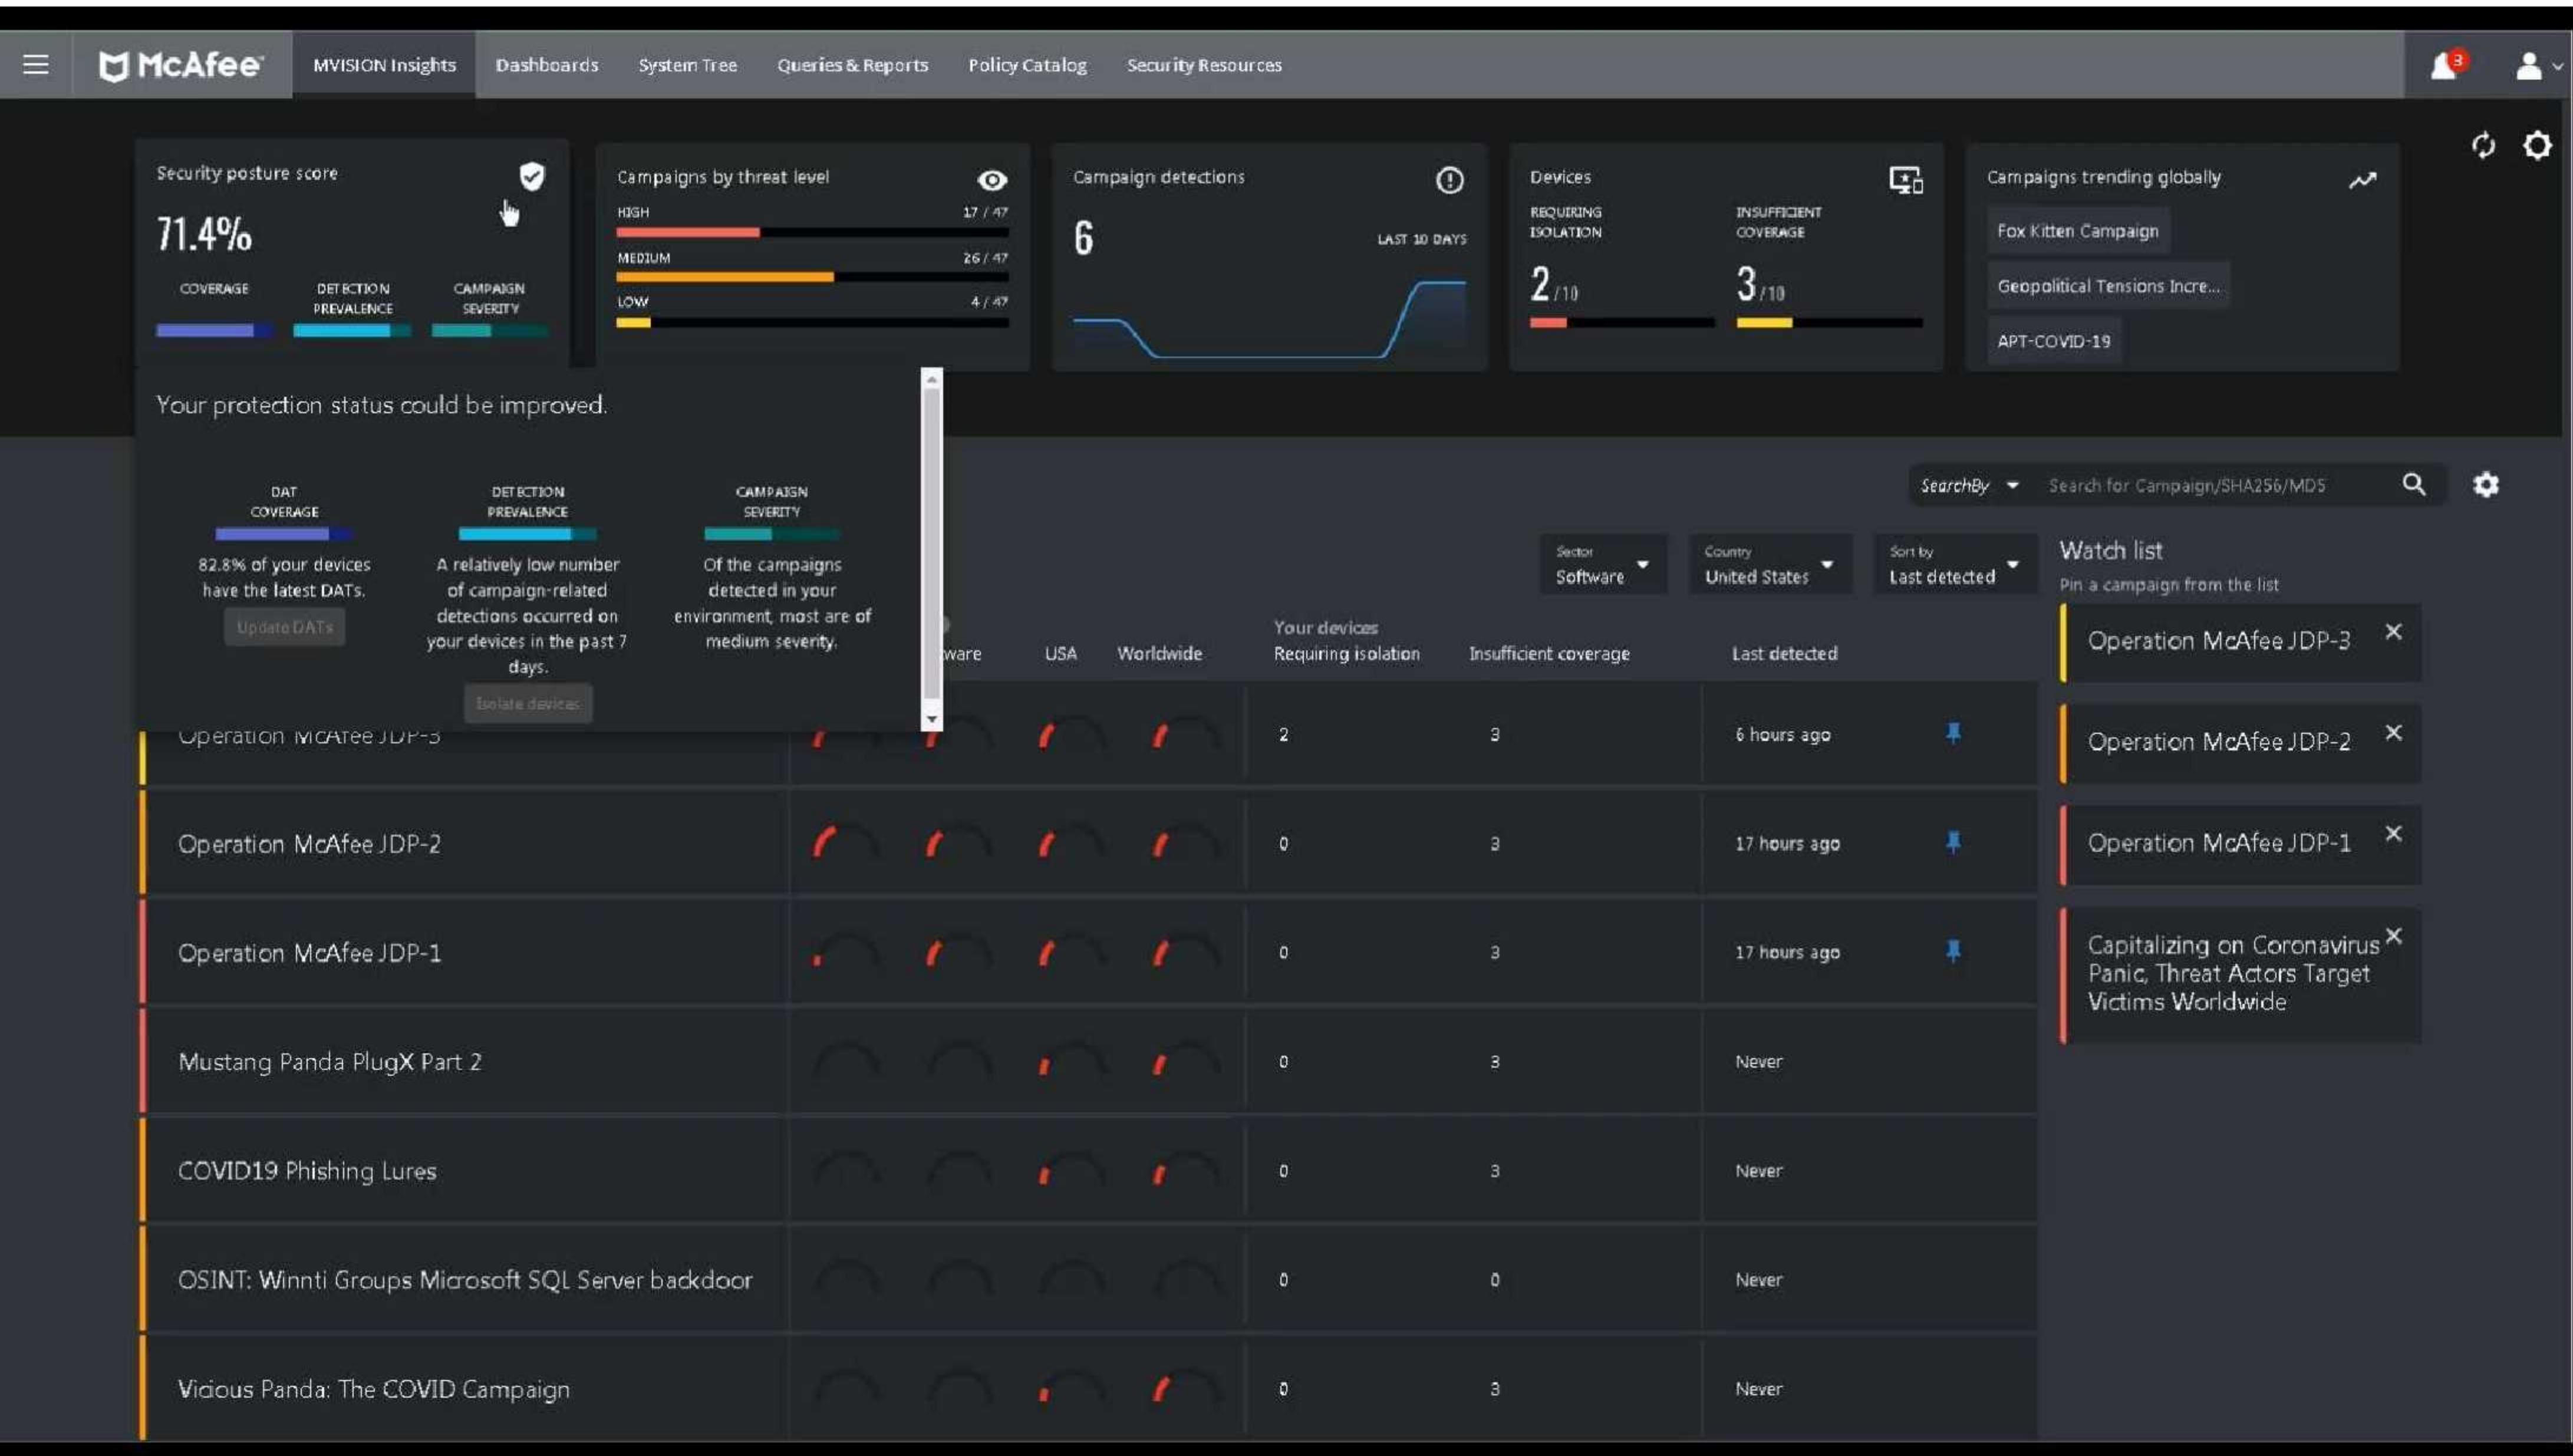 McAfee
MVISION Insights
Dashboards
System Tree
Queries & Reports
Policy Catalog
Security Resources
3
Security posture score
71.4%
COVERAGE
DETECTION
PREVALENCE
CAMPAIGN
SEVERITY
Campaigns by threat level
HIGH
17 / 47
MEDIUM
26 / 47
LOW
4 / 47
Campaign detections
6
LAST 10 DAYS
Devices
REQUIRING
ISOLATION
2 /10
INSUFFICIENT
COVERAGE
3 /10
Campaigns trending globally
Fox Kitten Campaign
Geopolitical Tensions Incre...
APT-COVID-19
Your protection status could be improved.
DAT
COVERAGE
82.8% of your devices
have the latest DATs.
Update DATs
DETECTION
PREVALENCE
A relatively low number
of campaign-related
detections occurred on
your devices in the past 7
days.
Isolate devices
CAMPAIGN
SEVERITY
Of the campaigns
detected in your
environment, most are of
medium severity.
SearchBy
Search for Campaign/SHA256/MD5
Sector
Software
Country
United States
Sort by
Last detected
ware
USA
Worldwide
Your devices
Requiring isolation
Insufficient coverage
Last detected
Operation McAfee JDP-3
2
3
6 hours ago
Operation McAfee JDP-2
0
3
17 hours ago
Operation McAfee JDP-1
0
3
17 hours ago
Mustang Panda PlugX Part 2
0
3
Never
COVID19 Phishing Lures
0
3
Never
OSINT: Winnti Groups Microsoft SQL Server backdoor
0
0
Never
Vicious Panda: The COVID Campaign
0
3
Never
Watch list
Pin a campaign from the list
Operation McAfee JDP-3
Operation McAfee JDP-2
Operation McAfee JDP-1
Capitalizing on Coronavirus
Panic, Threat Actors Target
Victims Worldwide